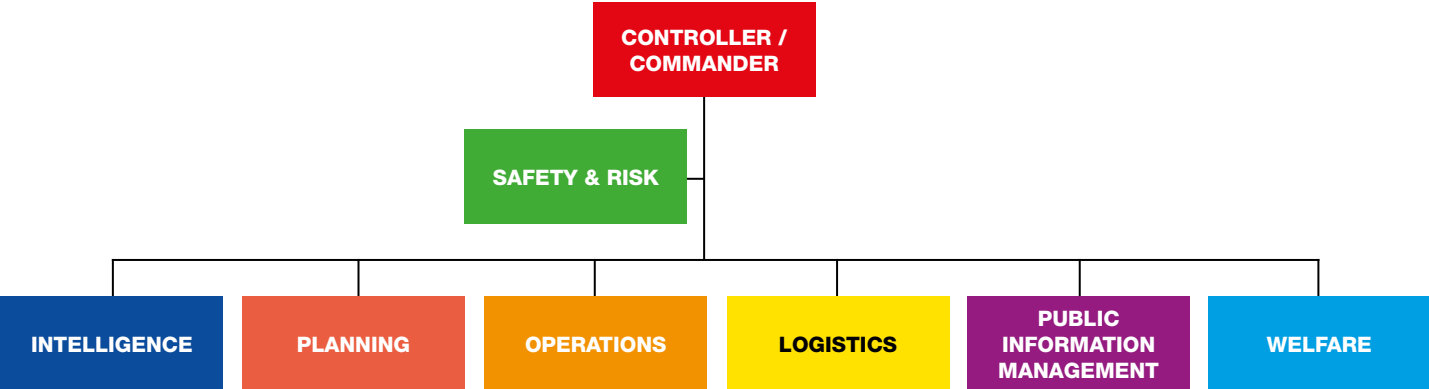 CONTROLLER /
COMMANDER
SAFETY & RISK
INTELLIGENCE
PLANNING
OPERATIONS
LOGISTICS
PUBLIC
INFORMATION
MANAGEMENT
WELFARE